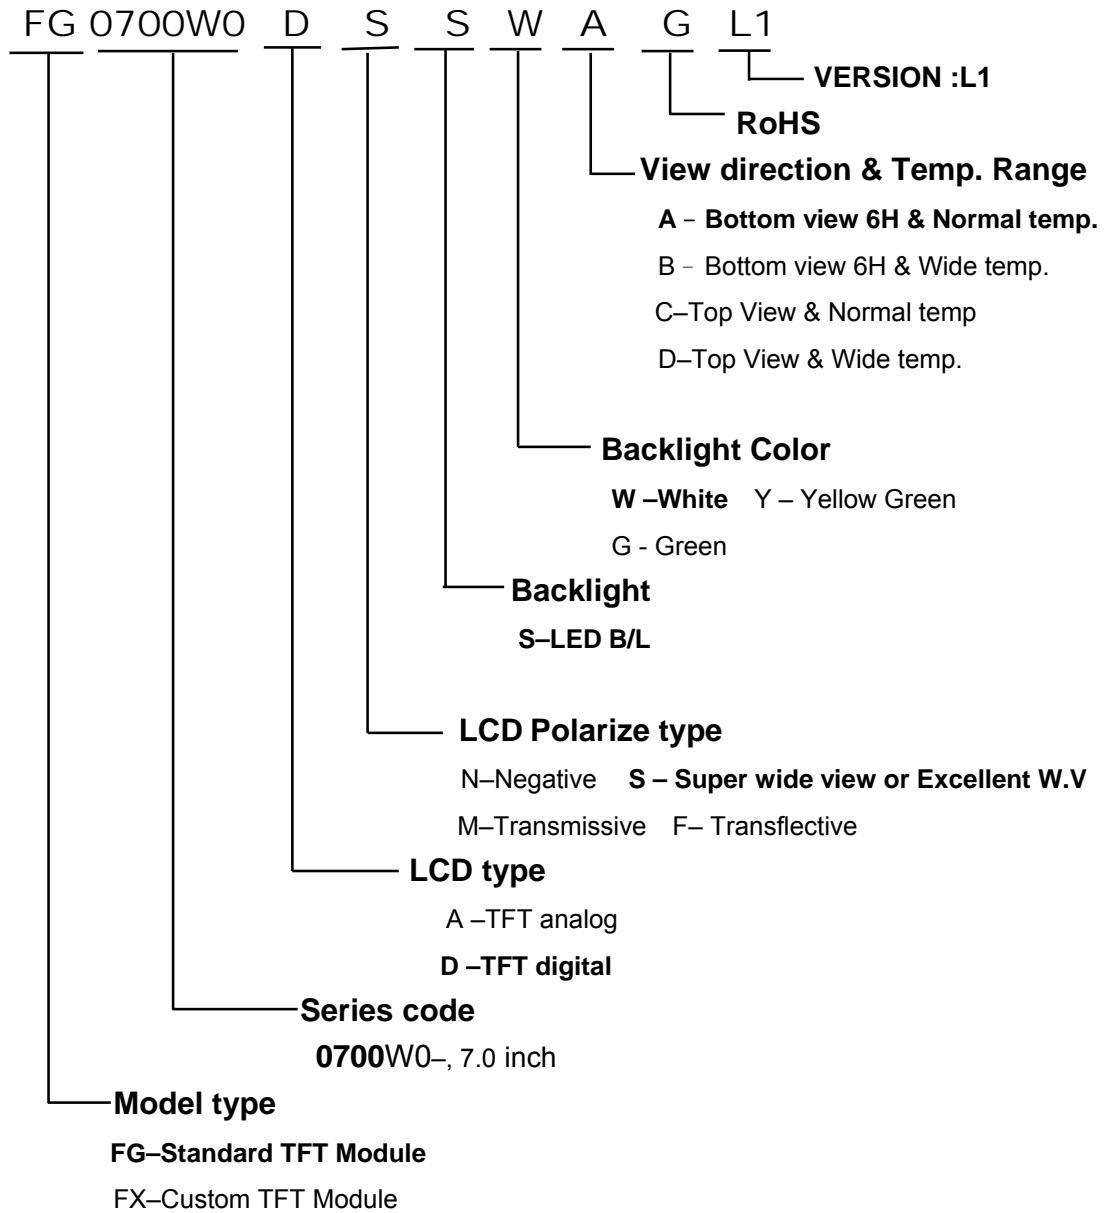 FG 0700W0 D S S W A G L1
VERSION :L1
RoHS
View direction & Temp. Range
A – Bottom view 6H & Normal temp.
B – Bottom view 6H & Wide temp.
C–Top View & Normal temp
D–Top View & Wide temp.
Backlight Color
W –White Y – Yellow Green
G - Green
Backlight
S–LED B/L
LCD Polarize type
N–Negative S – Super wide view or Excellent W.V
M–Transmissive F– Transflective
LCD type
A –TFT analog
D –TFT digital
Series code
0700W0–, 7.0 inch
Model type
FG–Standard TFT Module
FX–Custom TFT Module